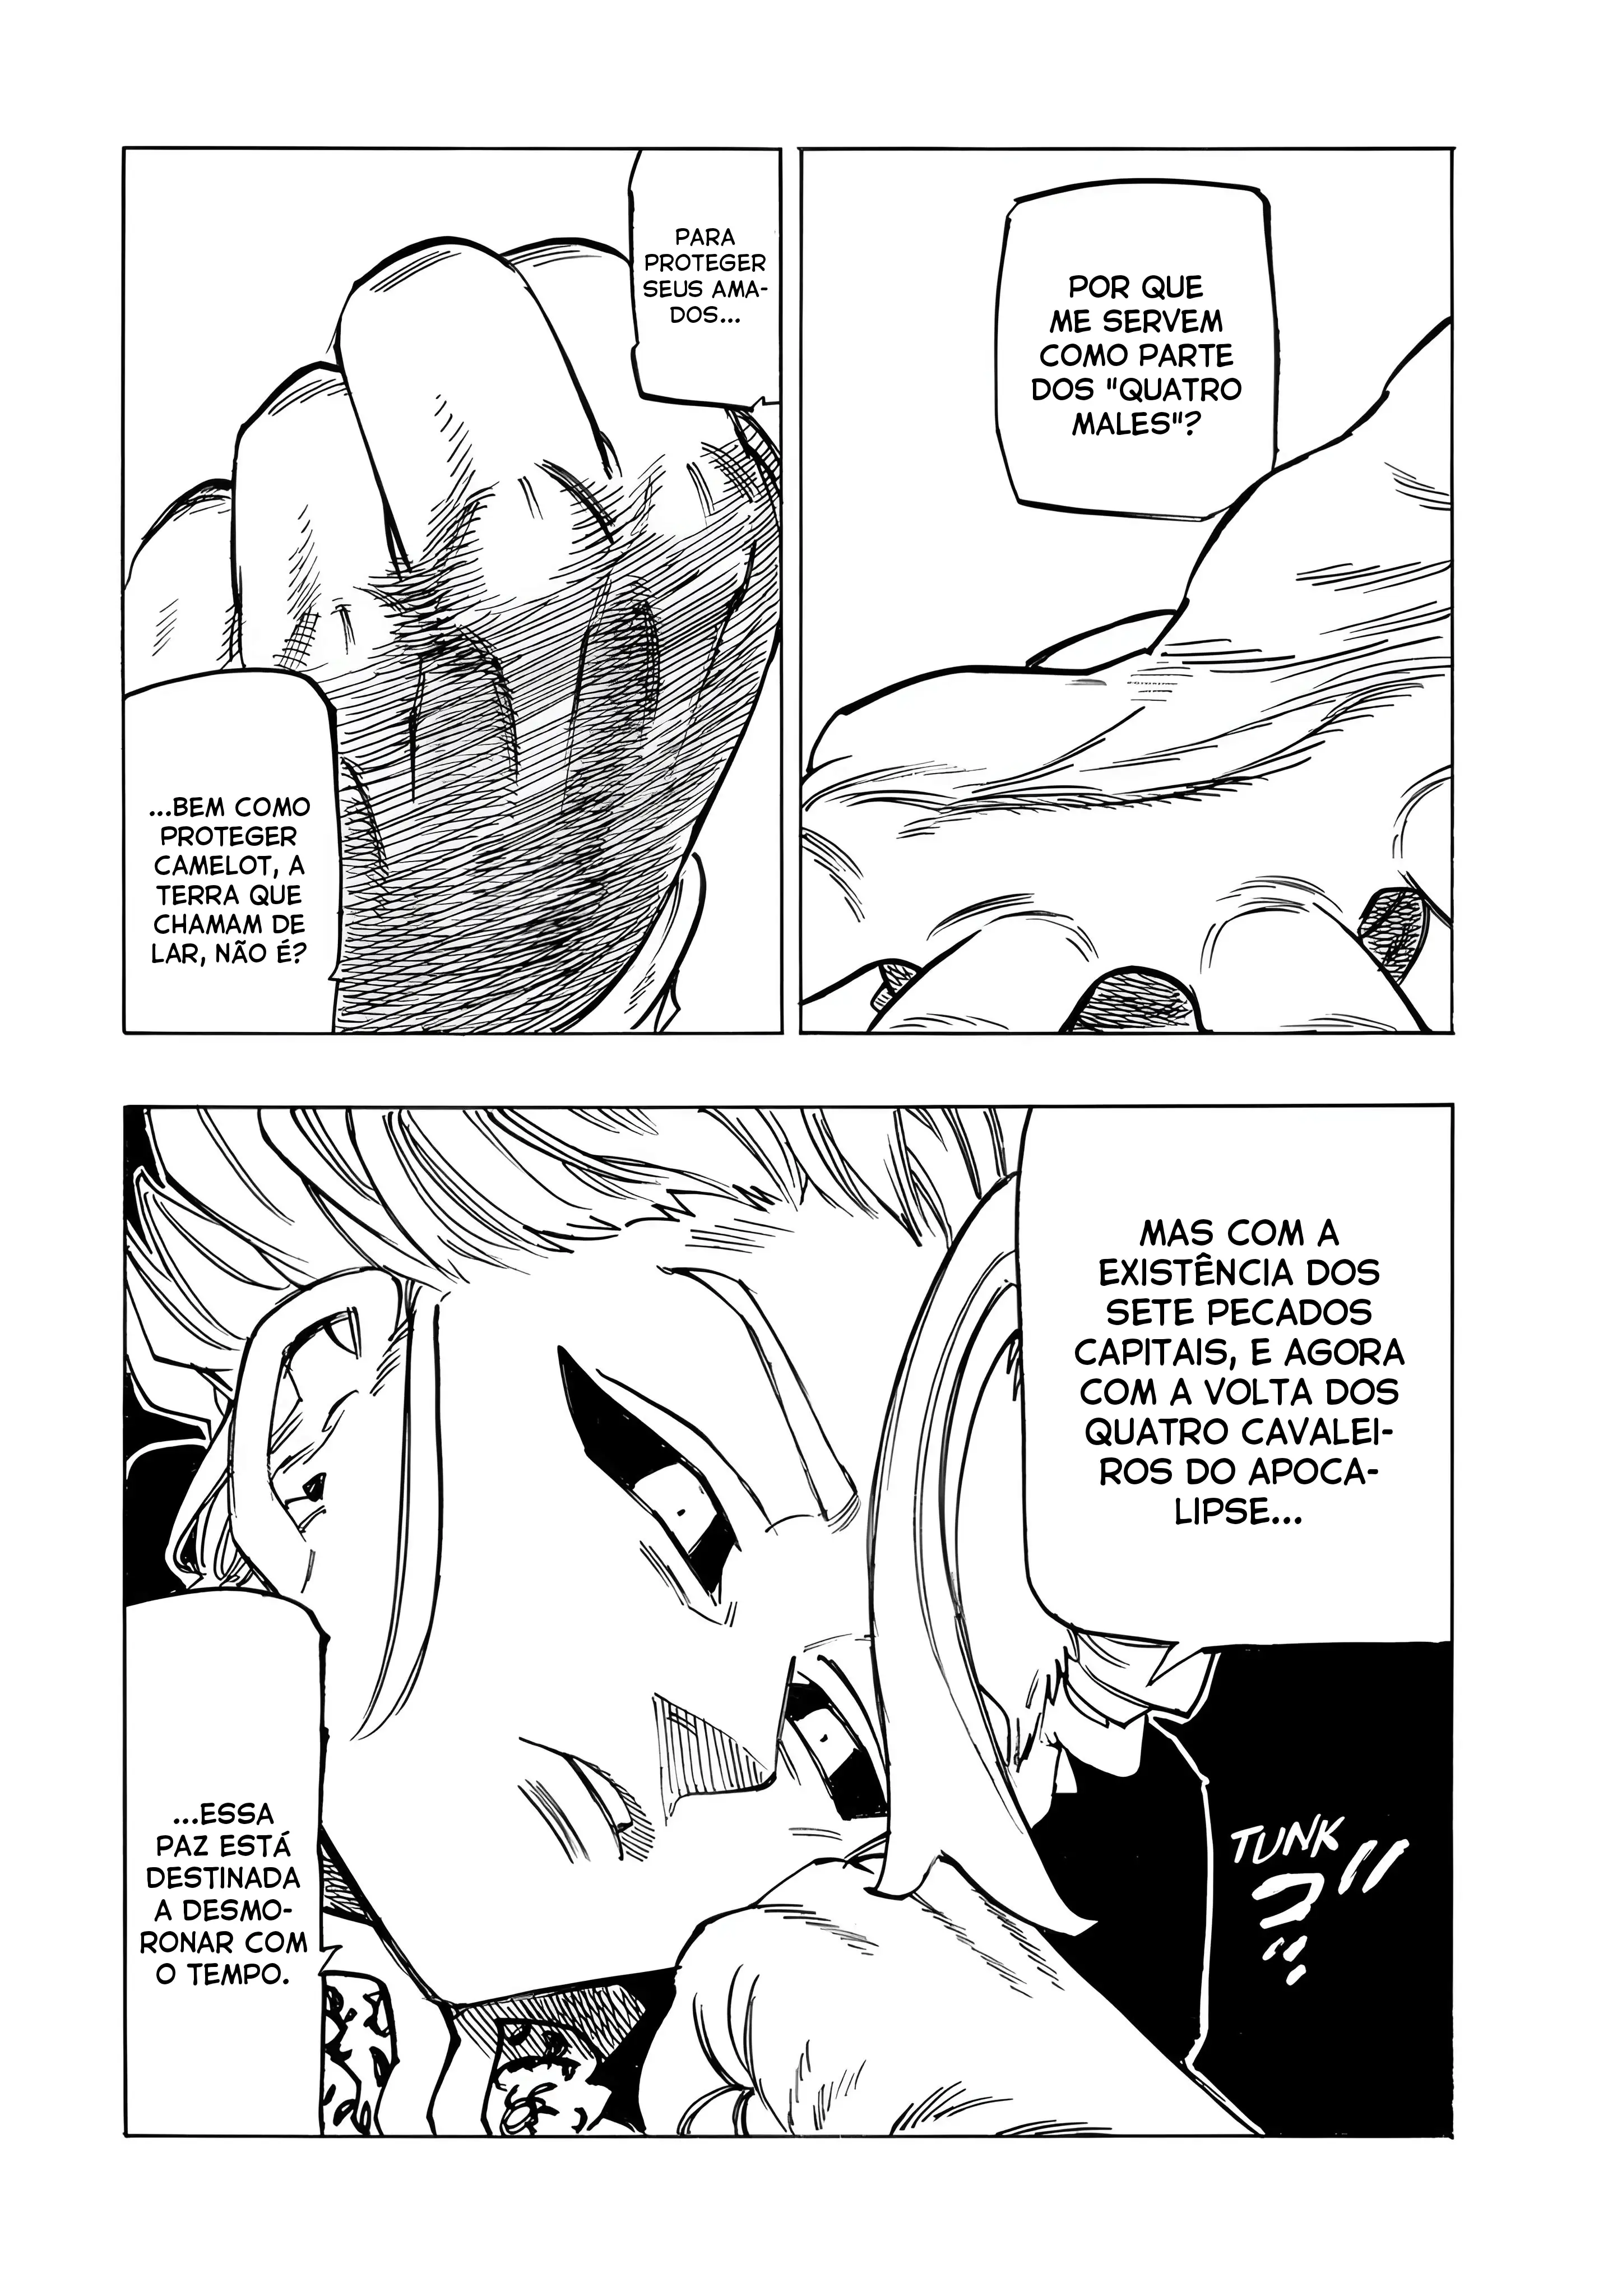 POR QUE
ME SERVEM
COMO PARTE
DOS "QUATRO
MALES"?
PARA
PROTEGER
SEUS AMA-
DOS...
...BEM COMO
PROTEGER
CAMELOT, A
TERRA QUE
CHAMAM DE
LAR, NÃO É?
MAS COM A
EXISTÊNCIA DOS
SETE PECADOS
CAPITAIS, E AGORA
COM A VOLTA DOS
QUATRO CAVALEI-
ROS DO APOCA-
LIPSE...
...ESSA
PAZ ESTÁ
DESTINADA
A DESMO-
RONAR COM
O TEMPO.
TUNK